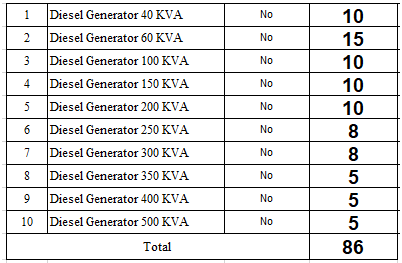 1 Diesel Generator 40 KVA No 10
2 Diesel Generator 60 KVA No 15
3 Diesel Generator 100 KVA No 10
4 Diesel Generator 150 KVA No 10
5 Diesel Generator 200 KVA No 10
6 Diesel Generator 250 KVA No 8
7 Diesel Generator 300 KVA No 8
8 Diesel Generator 350 KVA No 5
9 Diesel Generator 400 KVA No 5
10 Diesel Generator 500 KVA No 5
Total 86